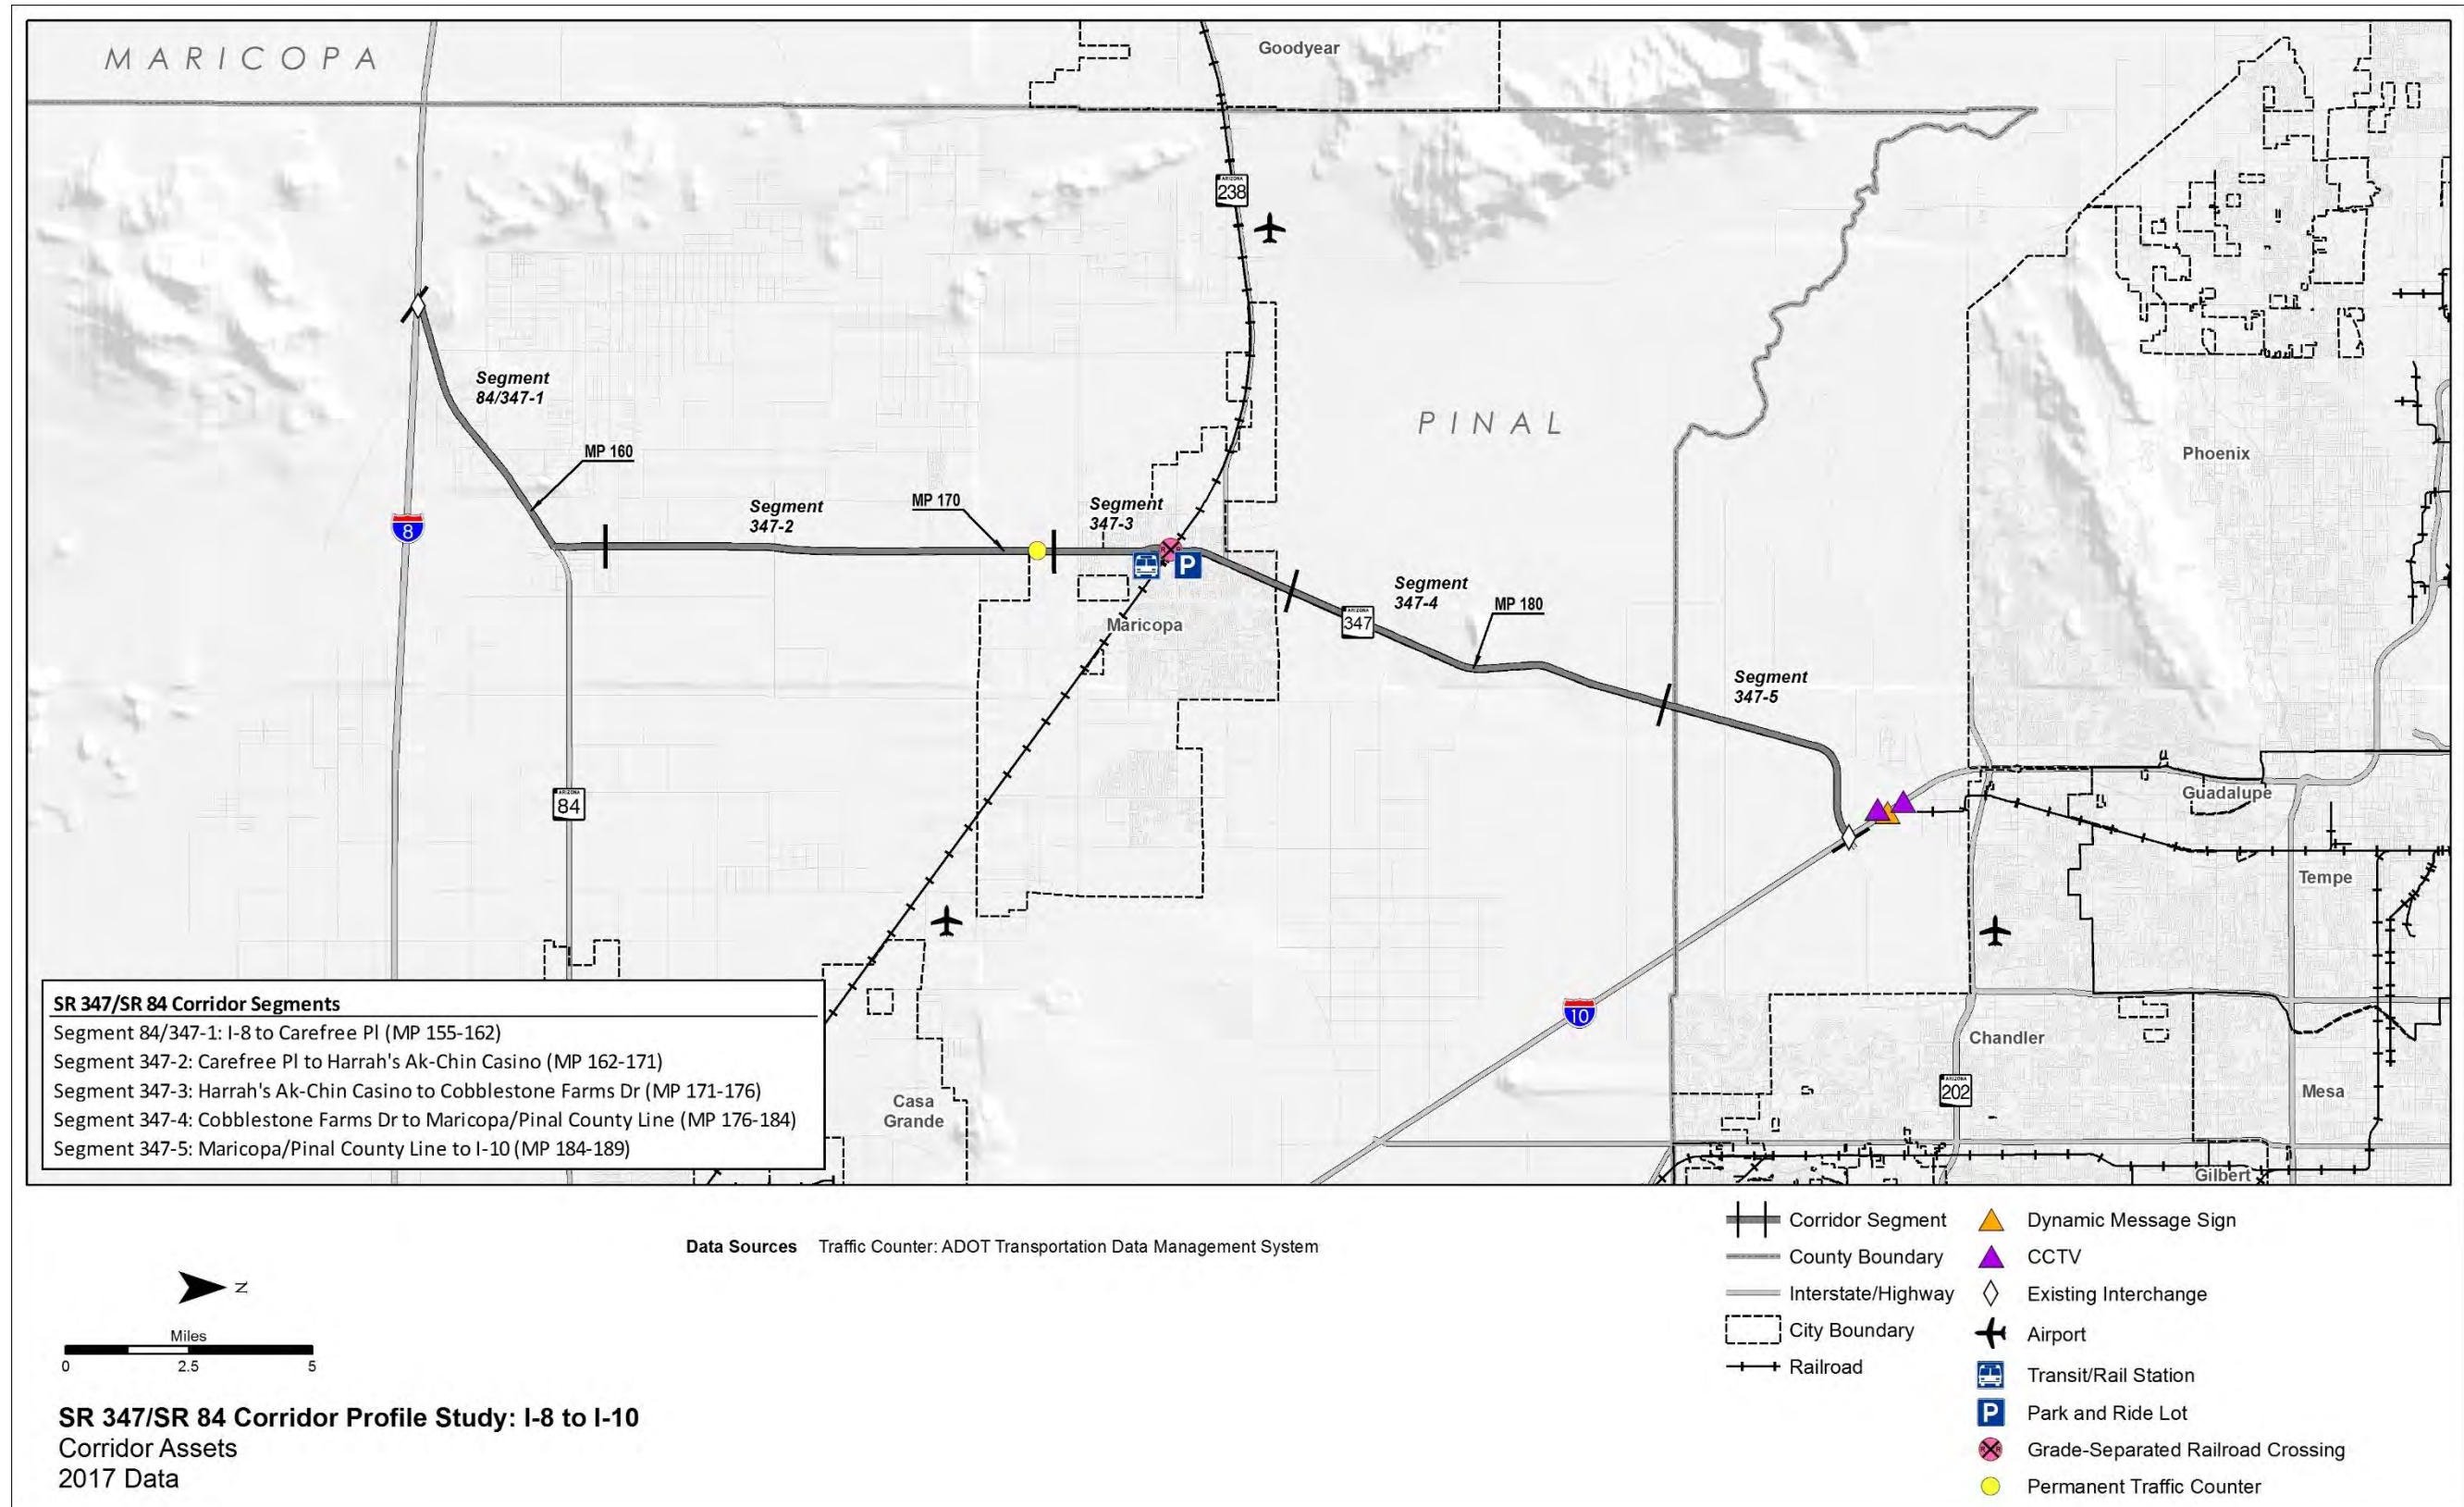 MARICOPA
Goodyear
ARIZONA
238
Segment
84/347-1
PINAL
Phoenix
MP 160
Segment
347-2
MP 170
Segment
347-3
8
P
Maricopa
Segment
347-4
MP 180
ARIZONA
347
Segment
347-5
ARIZONA
84
Guadalupe
Tempe
10
Chandler
ARIZONA
202
Mesa
Casa
Grande
Gilbert
SR 347/SR 84 Corridor Segments
Segment 84/347-1: I-8 to Carefree Pl (MP 155-162)
Segment 347-2: Carefree Pl to Harrah's Ak-Chin Casino (MP 162-171)
Segment 347-3: Harrah's Ak-Chin Casino to Cobblestone Farms Dr (MP 171-176)
Segment 347-4: Cobblestone Farms Dr to Maricopa/Pinal County Line (MP 176-184)
Segment 347-5: Maricopa/Pinal County Line to I-10 (MP 184-189)
Data Sources Traffic Counter: ADOT Transportation Data Management System
N
Miles
0 2.5 5
SR 347/SR 84 Corridor Profile Study: I-8 to I-10
Corridor Assets
2017 Data
Corridor Segment
County Boundary
Interstate/Highway
City Boundary
Railroad
Dynamic Message Sign
CCTV
Existing Interchange
Airport
Transit/Rail Station
P Park and Ride Lot
R R Grade-Separated Railroad Crossing
Permanent Traffic Counter